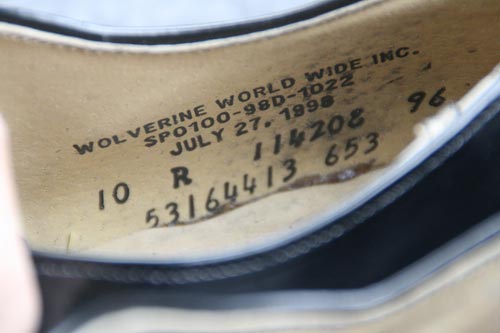 WOLVERINE WORLD WIDE INC.
SPO100-98D-1022
JULY 27, 1998
10 R 114208 96
53164413 653